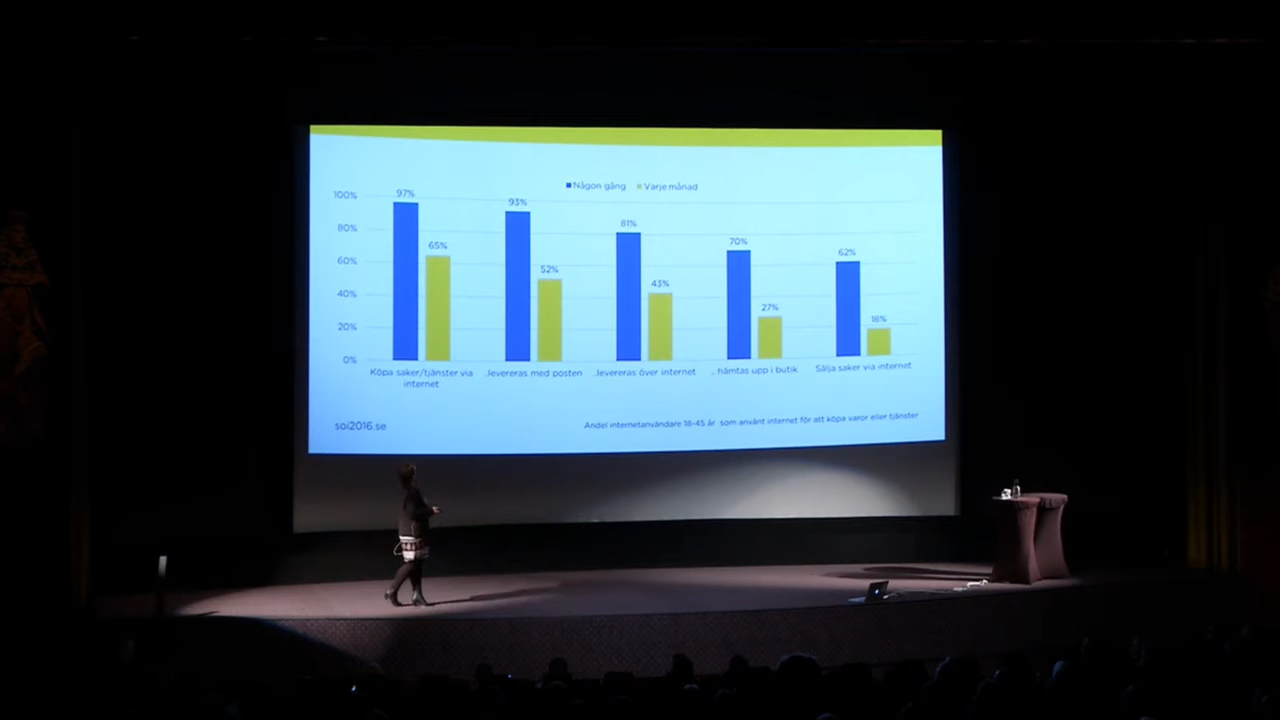 Någon gång Varje månad
100%
80%
60%
40%
20%
0%
97%
65%
93%
52%
81%
43%
70%
27%
62%
18%
Köpa saker/tjänster via
internet
..levereras med posten
..levereras över internet
.. hämtas upp i butik
Sälja saker via internet
soi2016.se
Andel internetanvändare 18-45 år som använt internet för att köpa varor eller tjänster